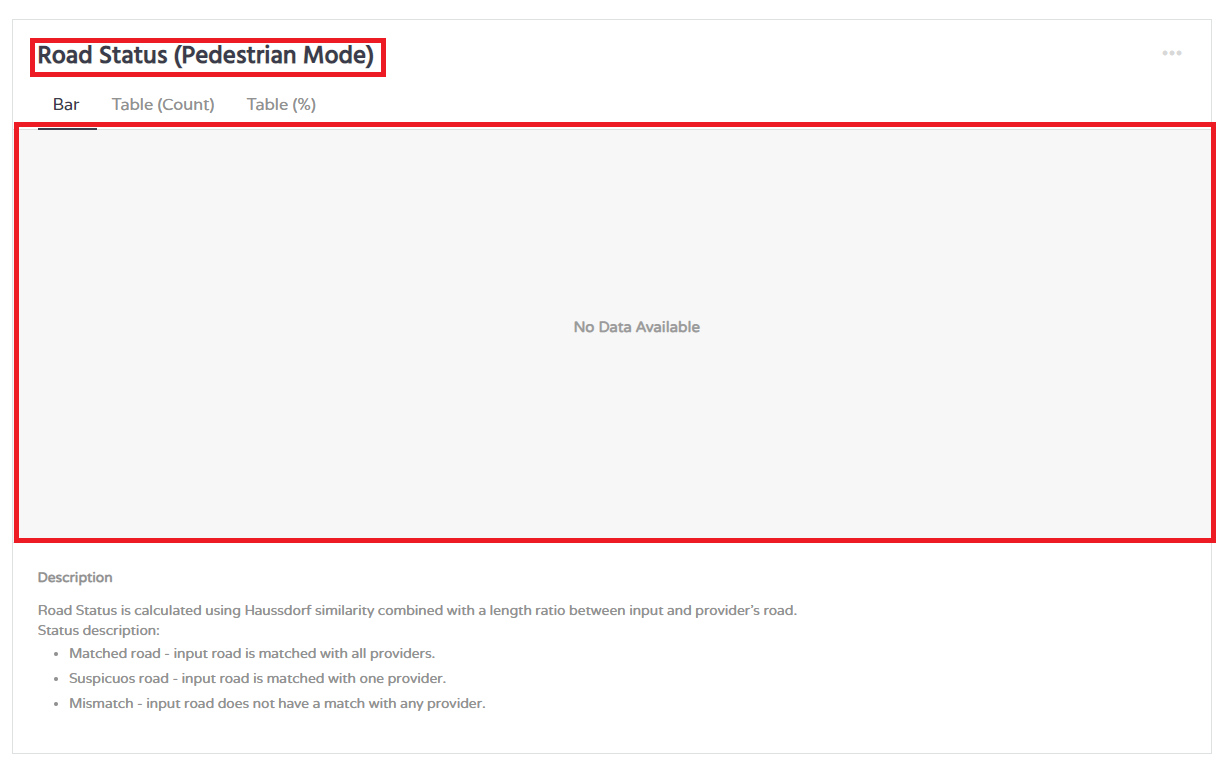 Road Status (Pedestrian Mode)
Bar Table (Count) Table (%)
No Data Available
Description
Road Status is calculated using Haussdorf similarity combined with a length ratio between input and provider's road.
Status description:
• Matched road - input road is matched with all providers.
• Suspicuos road - input road is matched with one provider.
• Mismatch - input road does not have a match with any provider.